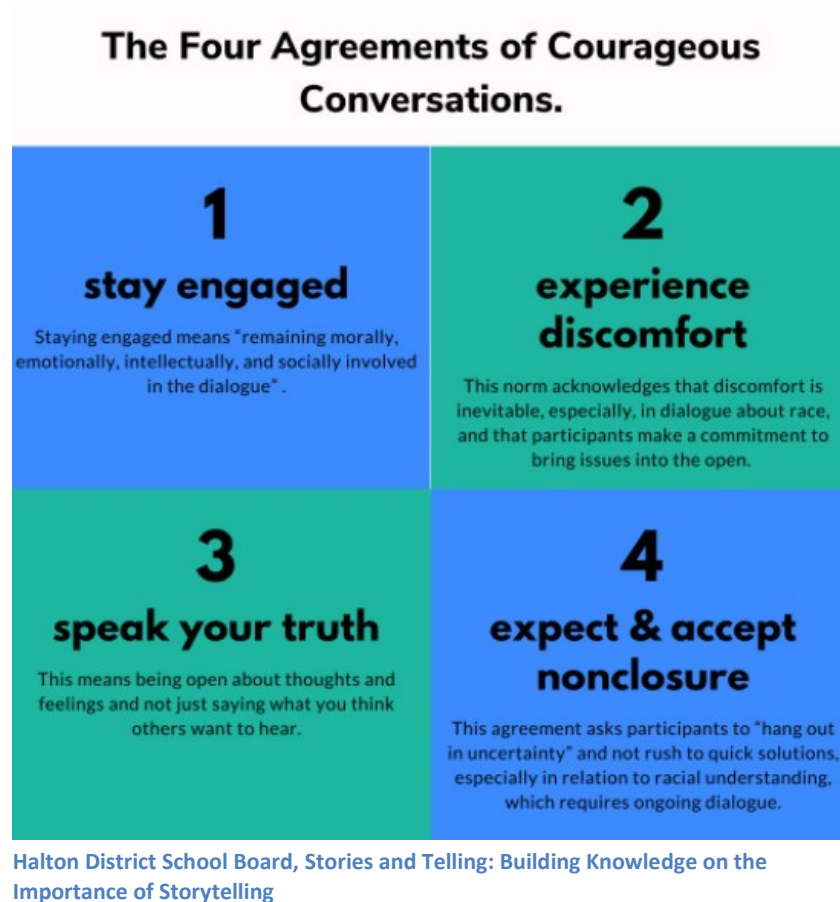 The Four Agreements of Courageous
Conversations.
1
stay engaged
Staying engaged means “remaining morally,
emotionally, intellectually, and socially involved
in the dialogue” .
2
experience
discomfort
This norm acknowledges that discomfort is
inevitable, especially, in dialogue about race,
and that participants make a commitment to
bring issues into the open.
3
speak your truth
This means being open about thoughts and
feelings and not just saying what you think
others want to hear.
4
expect & accept
nonclosure
This agreement asks participants to “hang out
in uncertainty” and not rush to quick solutions,
especially in relation to racial understanding,
which requires ongoing dialogue.
Halton District School Board, Stories and Telling: Building Knowledge on the
Importance of Storytelling